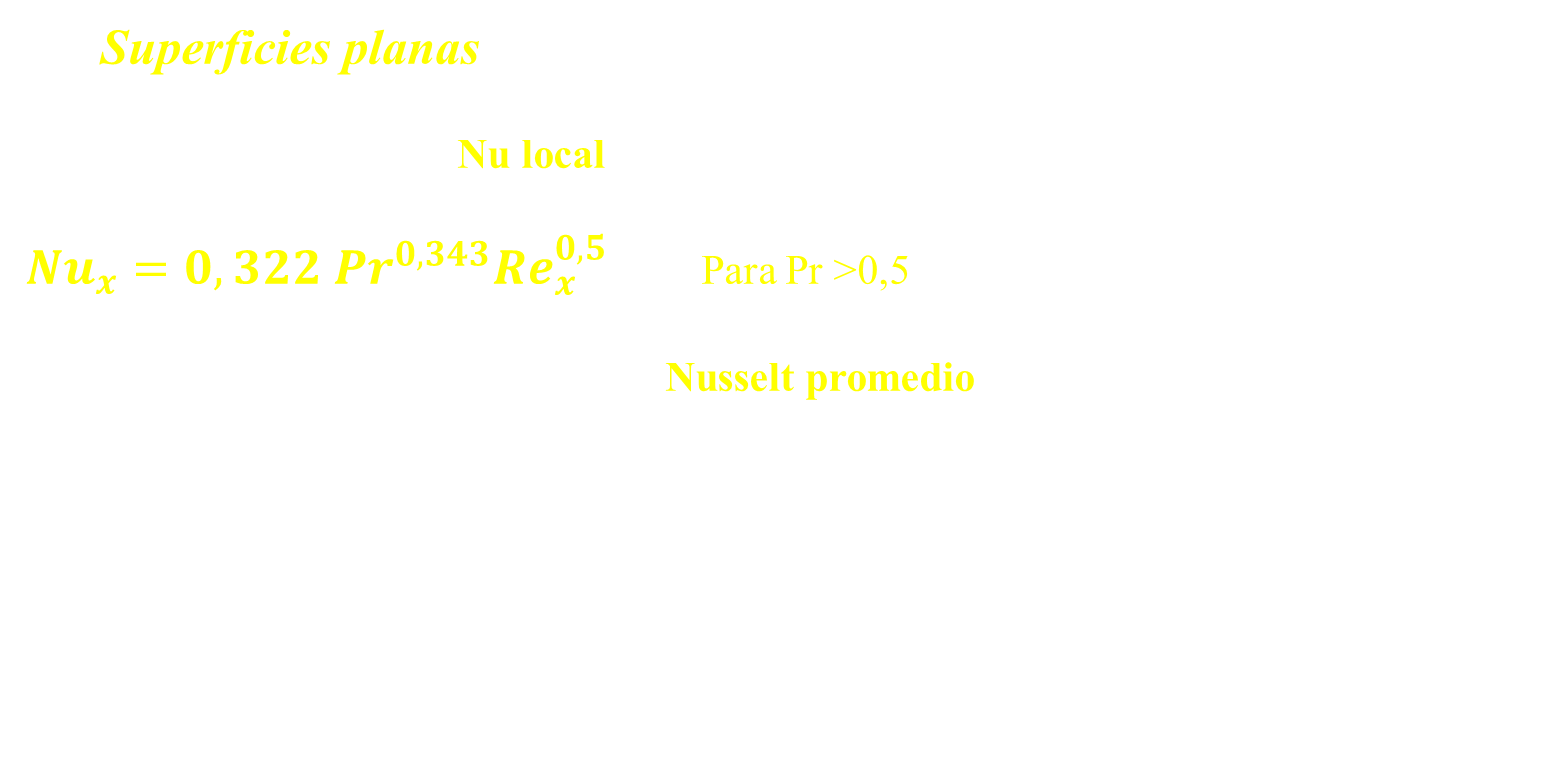 Superficies planas
Nu local
Nu_x = 0,322 Pr^0,343 Re_x^0,5 Para Pr >0,5
Nusselt promedio